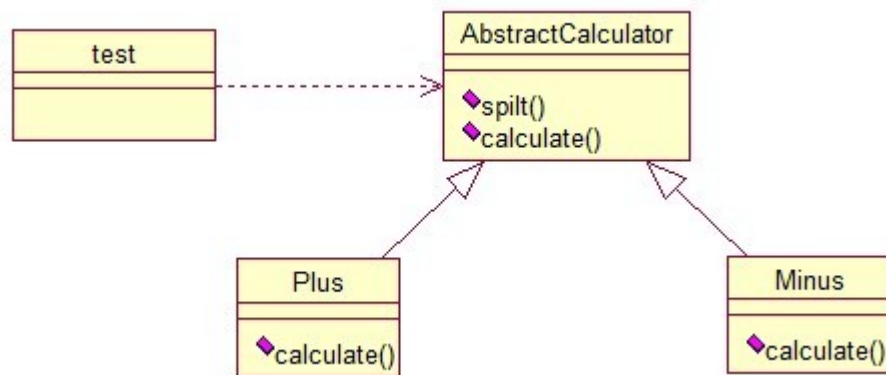 test
AbstractCalculator
spilt()
calculate()
Plus
calculate()
Minus
calculate()